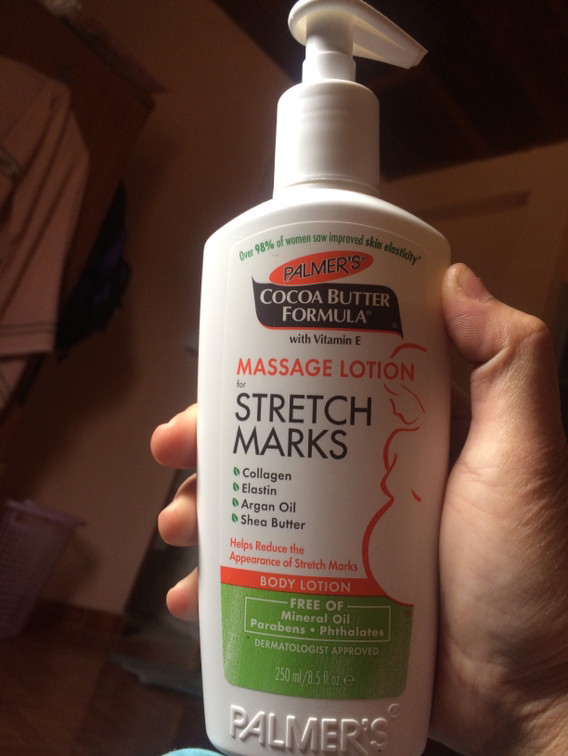 Over 98% of women saw improved skin elasticity*
PALMER'S®
COCOA BUTTER
FORMULA®
with Vitamin E
MASSAGE LOTION
for
STRETCH
MARKS
Collagen
Elastin
Argan Oil
Shea Butter
Helps Reduce the
Appearance of Stretch Marks
BODY LOTION
FREE OF
Mineral Oil
Parabens • Phthalates
DERMATOLOGIST APPROVED
250 ml/8.5 fl. oz. ℮
PALMER'S